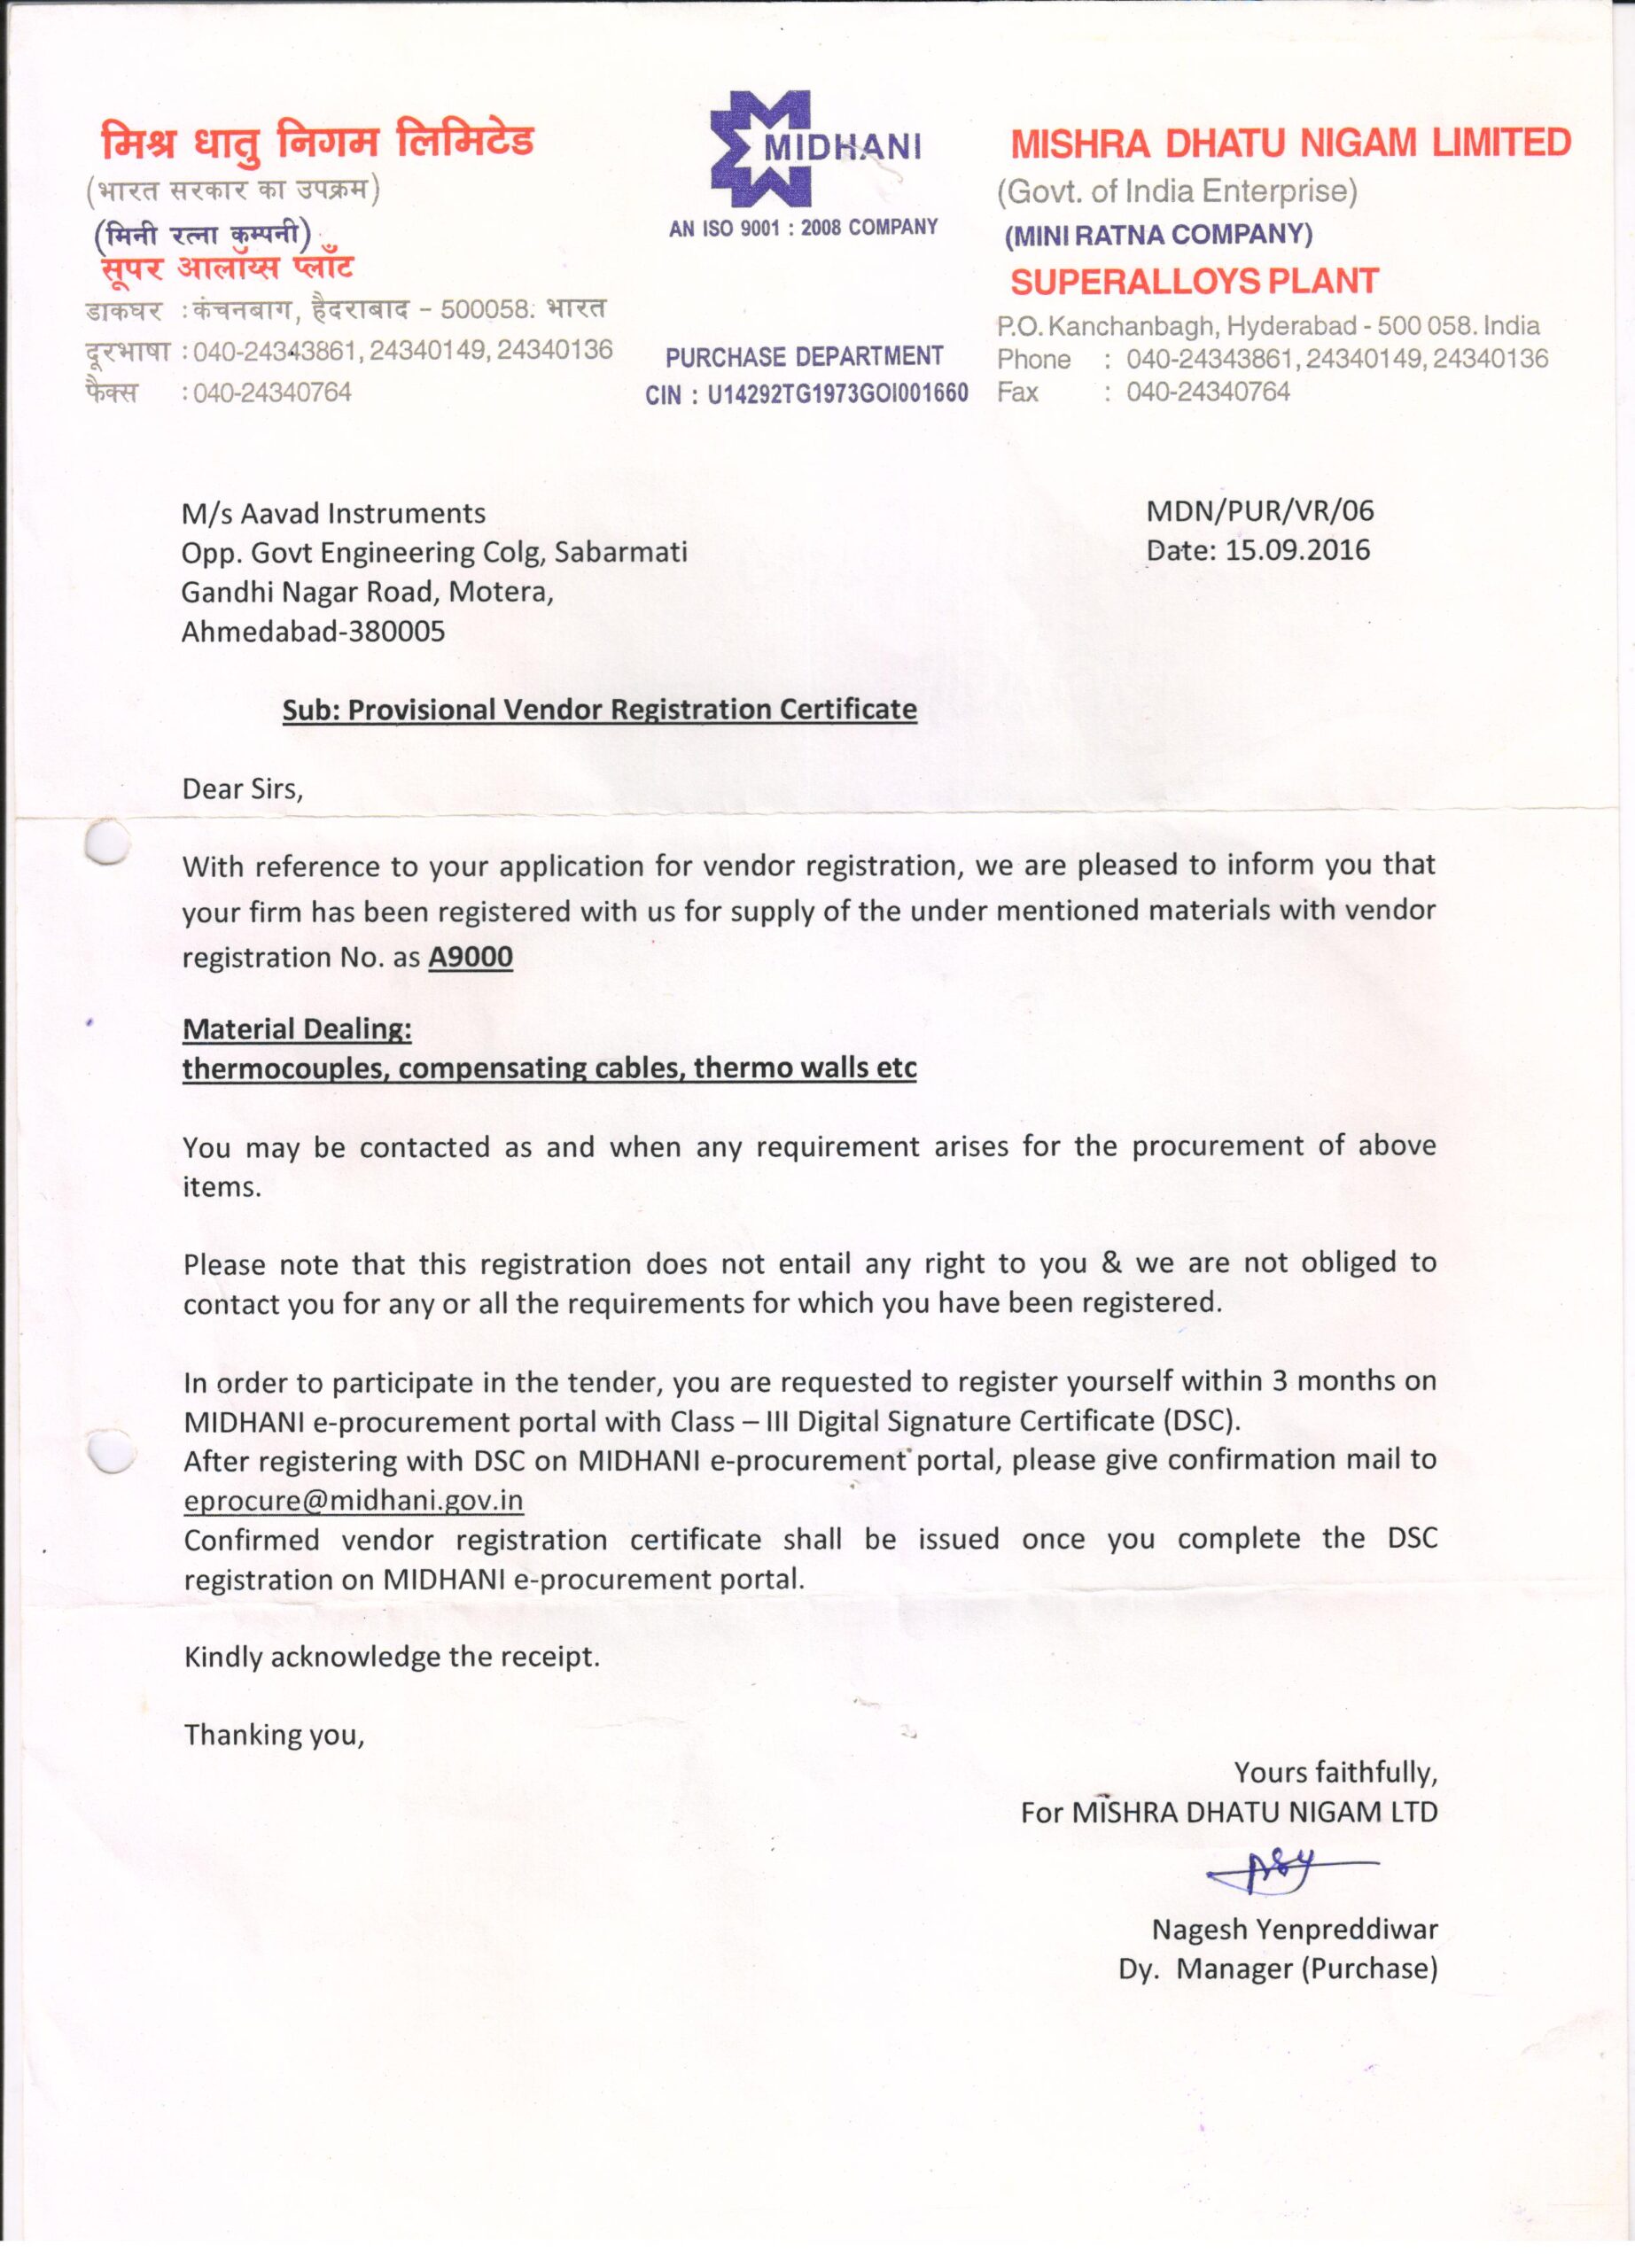 मिश्र धातु निगम लिमिटेड
(भारत सरकार का उपक्रम)
(मिनी रत्ना कम्पनी)
सूपर आलॉय्स प्लाँट
डाकघर : कंचनबाग, हैदराबाद - 500058. भारत
दूरभाषा : 040-24343861, 24340149, 24340136
फैक्स : 040-24340764
MIDHANI
AN ISO 9001 : 2008 COMPANY
PURCHASE DEPARTMENT
CIN : U14292TG1973GOI001660
MISHRA DHATU NIGAM LIMITED
(Govt. of India Enterprise)
(MINI RATNA COMPANY)
SUPERALLOYS PLANT
P.O. Kanchanbagh, Hyderabad - 500 058. India
Phone : 040-24343861, 24340149, 24340136
Fax : 040-24340764
M/s Aavad Instruments
Opp. Govt Engineering Colg, Sabarmati
Gandhi Nagar Road, Motera,
Ahmedabad-380005
MDN/PUR/VR/06
Date: 15.09.2016
Sub: Provisional Vendor Registration Certificate
Dear Sirs,
With reference to your application for vendor registration, we are pleased to inform you that
your firm has been registered with us for supply of the under mentioned materials with vendor
registration No. as A9000
Material Dealing:
thermocouples, compensating cables, thermo walls etc
You may be contacted as and when any requirement arises for the procurement of above
items.
Please note that this registration does not entail any right to you & we are not obliged to
contact you for any or all the requirements for which you have been registered.
In order to participate in the tender, you are requested to register yourself within 3 months on
MIDHANI e-procurement portal with Class – III Digital Signature Certificate (DSC).
After registering with DSC on MIDHANI e-procurement portal, please give confirmation mail to
eprocure@midhani.gov.in
Confirmed vendor registration certificate shall be issued once you complete the DSC
registration on MIDHANI e-procurement portal.
Kindly acknowledge the receipt.
Thanking you,
Yours faithfully,
For MISHRA DHATU NIGAM LTD
Nagesh Yenpreddiwar
Dy. Manager (Purchase)